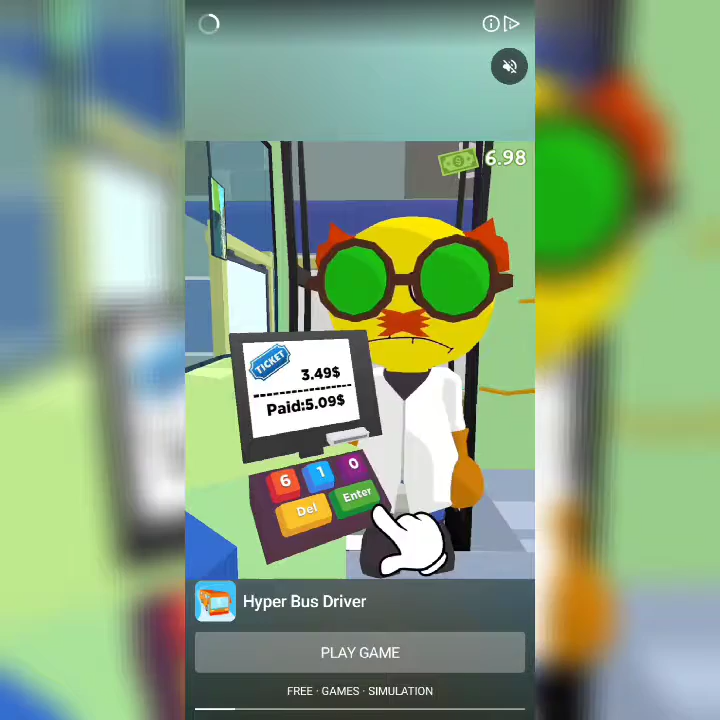 6.98
TICKET
3.49$
Paid:5.09$
6 1 0
Del Enter
Hyper Bus Driver
PLAY GAME
FREE · GAMES · SIMULATION